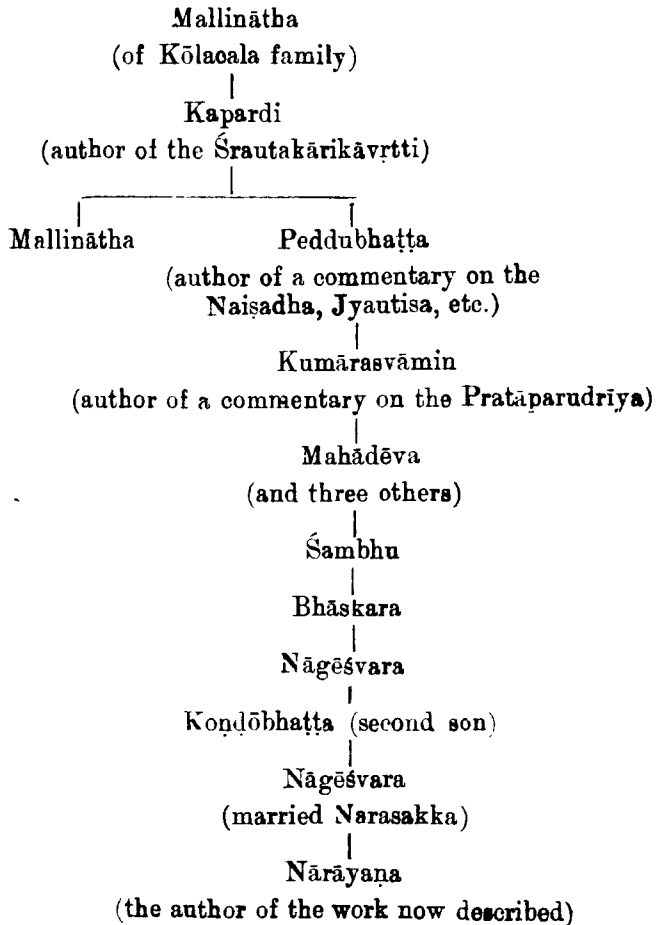 Mallinātha
(of Kōlacala family)
Kapardi
(author of the Śrautakārikāvṛtti)
Mallinātha Peddubhaṭṭa
(author of a commentary on the
Naiṣadha, Jyautisa, etc.)
Kumārasvāmin
(author of a commentary on the Pratāparudrīya)
Mahādēva
(and three others)
Śambhu
Bhāskara
Nāgēśvara
Koṇḍōbhaṭṭa (second son)
Nāgēśvara
(married Narasakka)
Nārāyaṇa
(the author of the work now described)